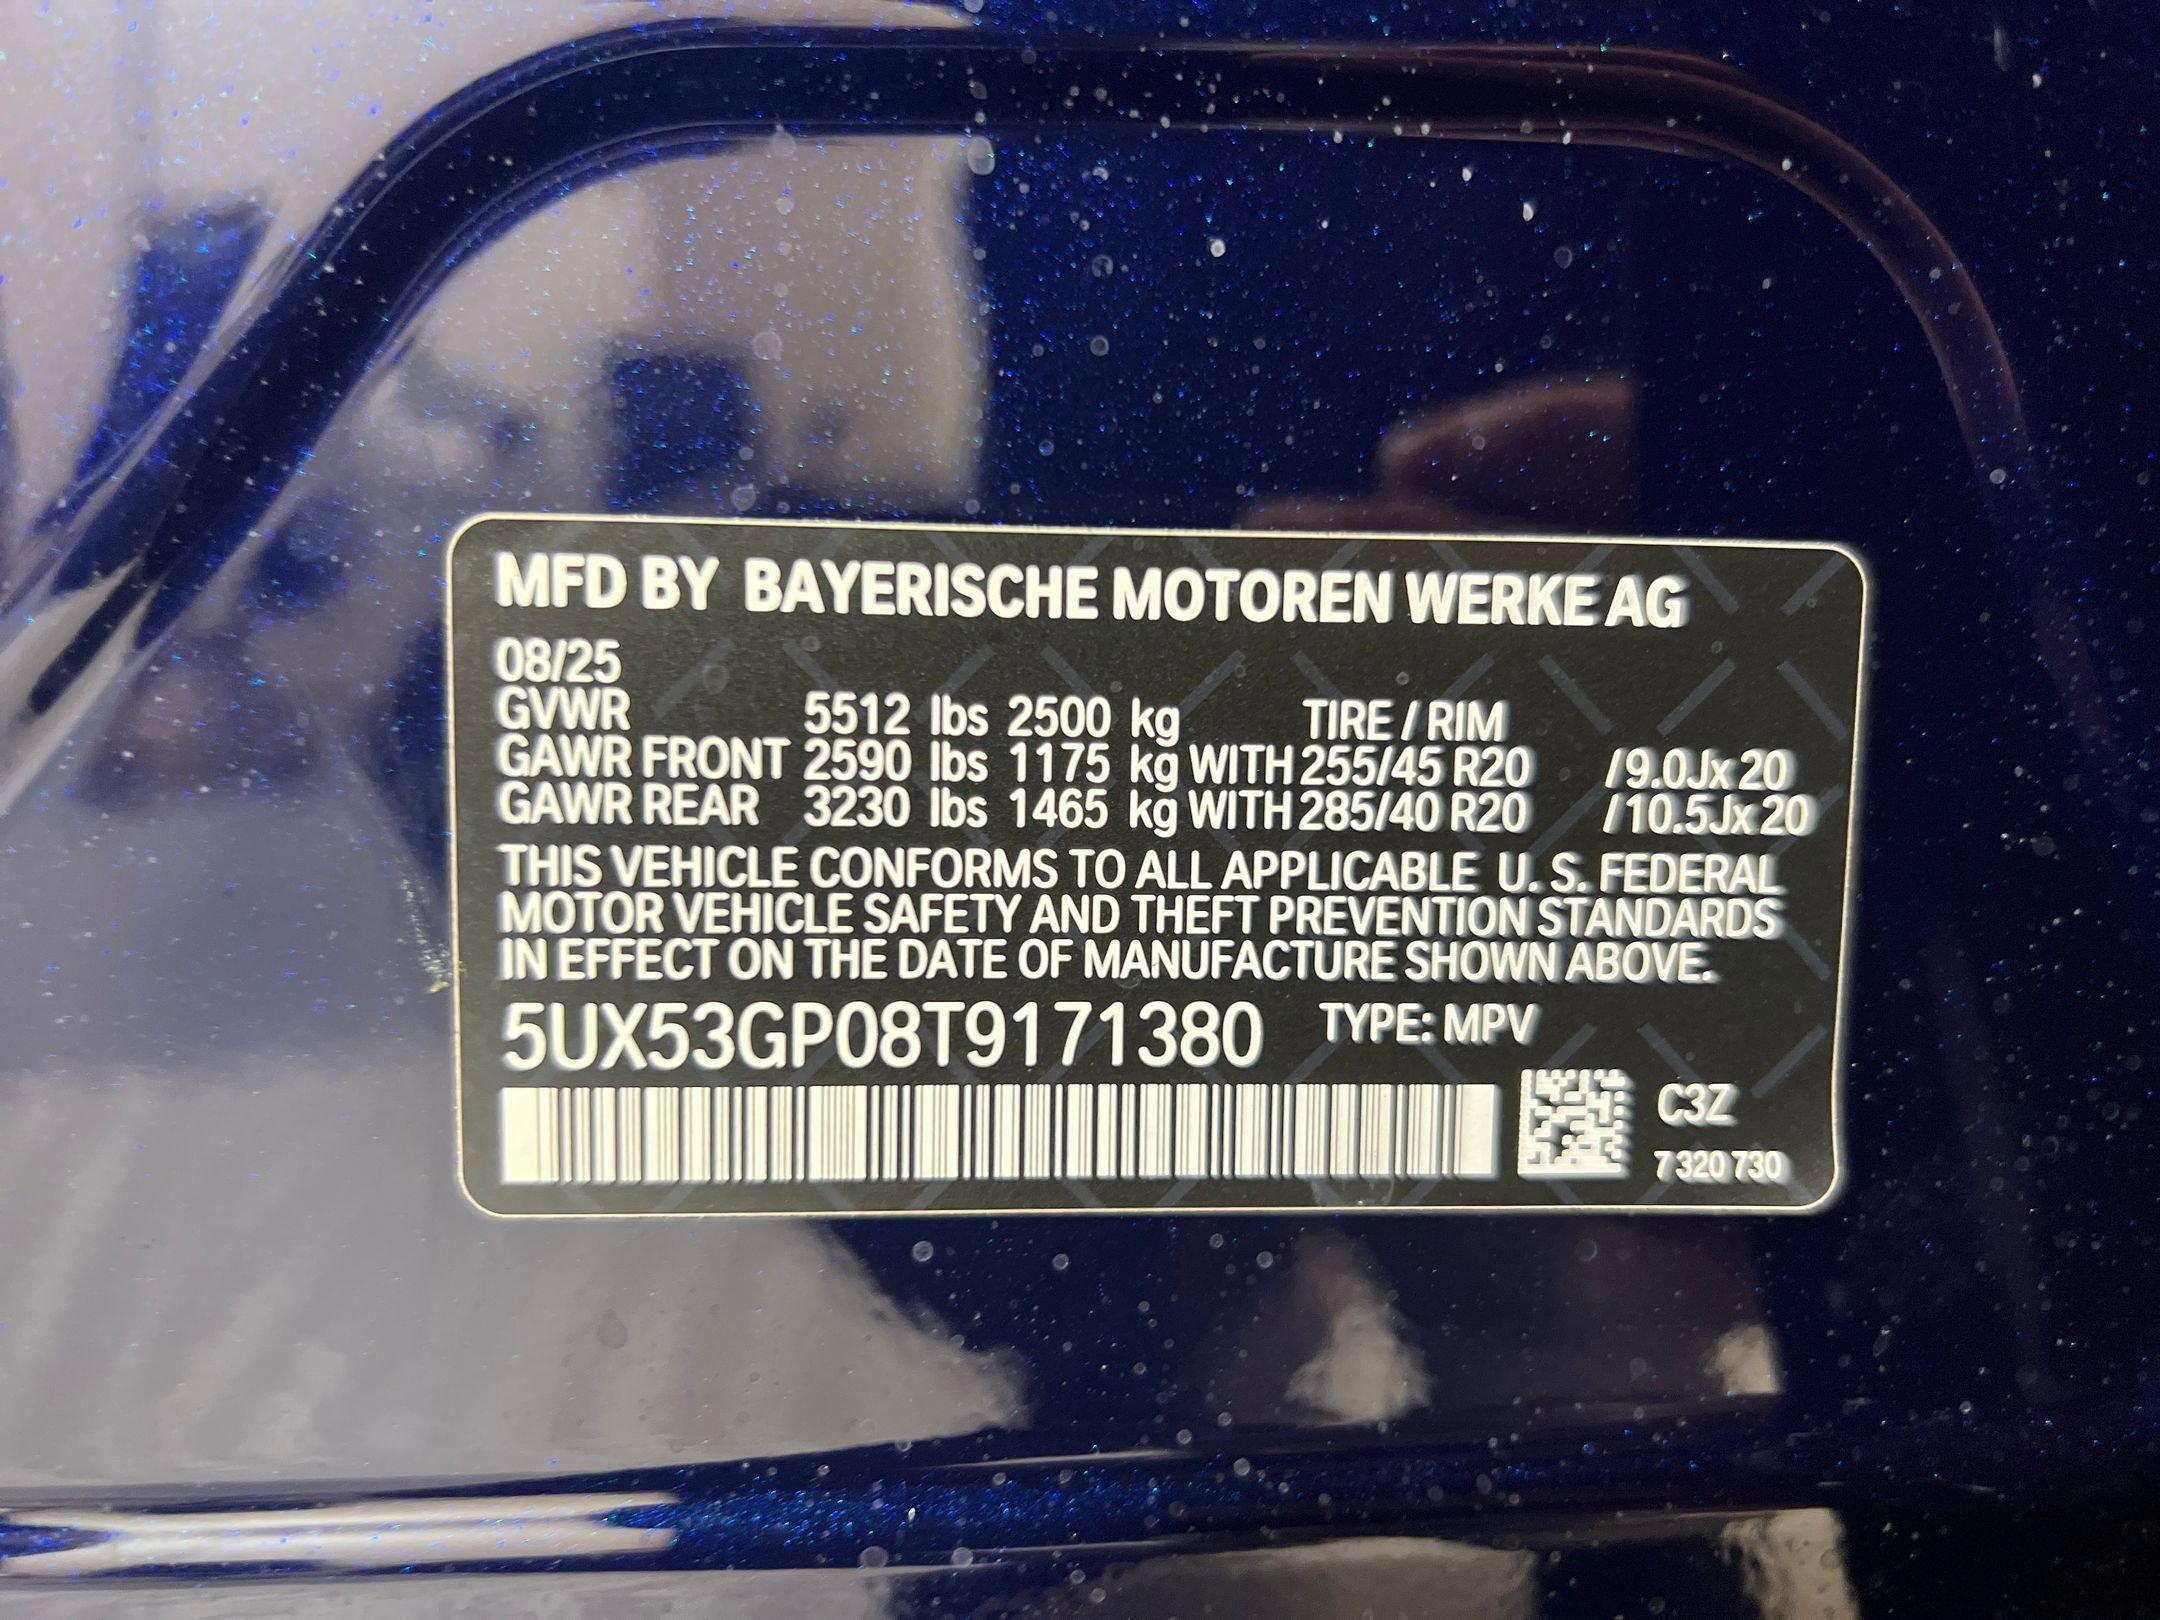 MFD BY BAYERISCHE MOTOREN WERKE AG
08/25
GVWR 5512 lbs 2500 kg TIRE / RIM
GAWR FRONT 2590 lbs 1175 kg WITH 255/45 R20 /9.0Jx20
GAWR REAR 3230 lbs 1465 kg WITH 285/40 R20 /10.5Jx20
THIS VEHICLE CONFORMS TO ALL APPLICABLE U. S. FEDERAL
MOTOR VEHICLE SAFETY AND THEFT PREVENTION STANDARDS
IN EFFECT ON THE DATE OF MANUFACTURE SHOWN ABOVE.
5UX53GP08T9171380 TYPE: MPV
C3Z
7 320 730